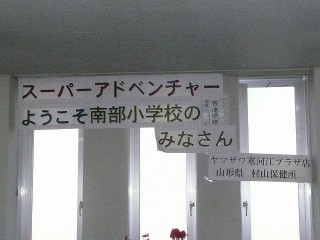 スーパーアドベンチャー
ようこそ南部小学校の
みなさん
ヤマザワ寒河江プラザ店
山形県 村山保健所